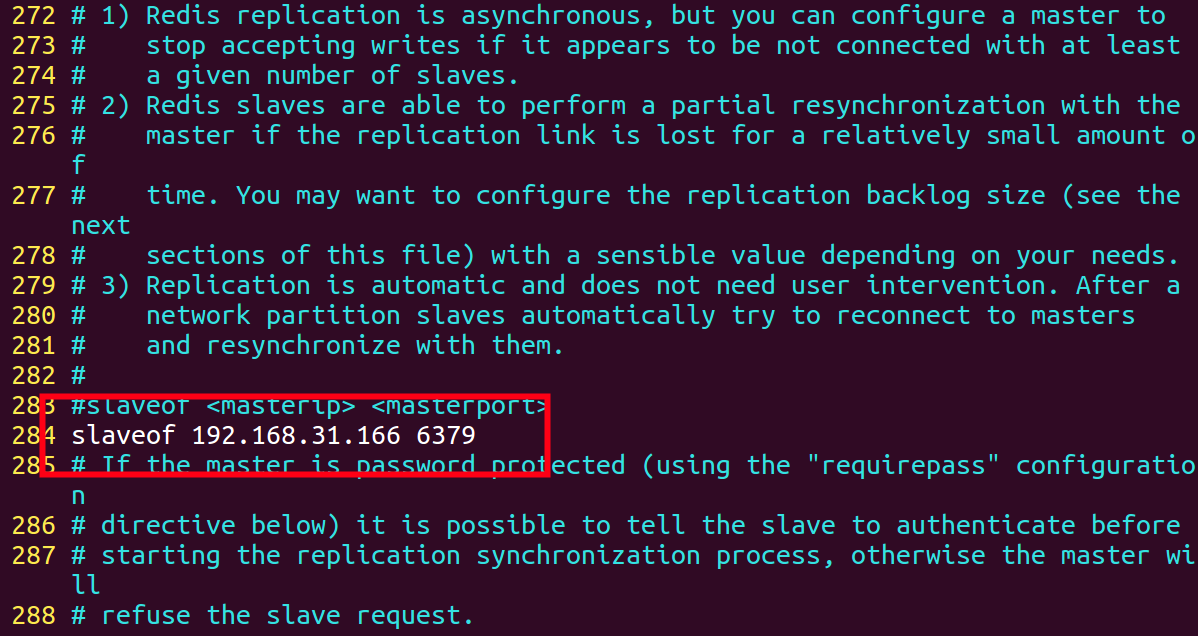 272 # 1) Redis replication is asynchronous, but you can configure a master to
273 #    stop accepting writes if it appears to be not connected with at least
274 #    a given number of slaves.
275 # 2) Redis slaves are able to perform a partial resynchronization with the
276 #    master if the replication link is lost for a relatively small amount o
f
277 #    time. You may want to configure the replication backlog size (see the
next
278 #    sections of this file) with a sensible value depending on your needs.
279 # 3) Replication is automatic and does not need user intervention. After a
280 #    network partition slaves automatically try to reconnect to masters
281 #    and resynchronize with them.
282 #
283 #slaveof <masterip> <masterport>
284 slaveof 192.168.31.166 6379
285 # If the master is password protected (using the "requirepass" configuratio
n
286 # directive below) it is possible to tell the slave to authenticate before
287 # starting the replication synchronization process, otherwise the master wi
ll
288 # refuse the slave request.